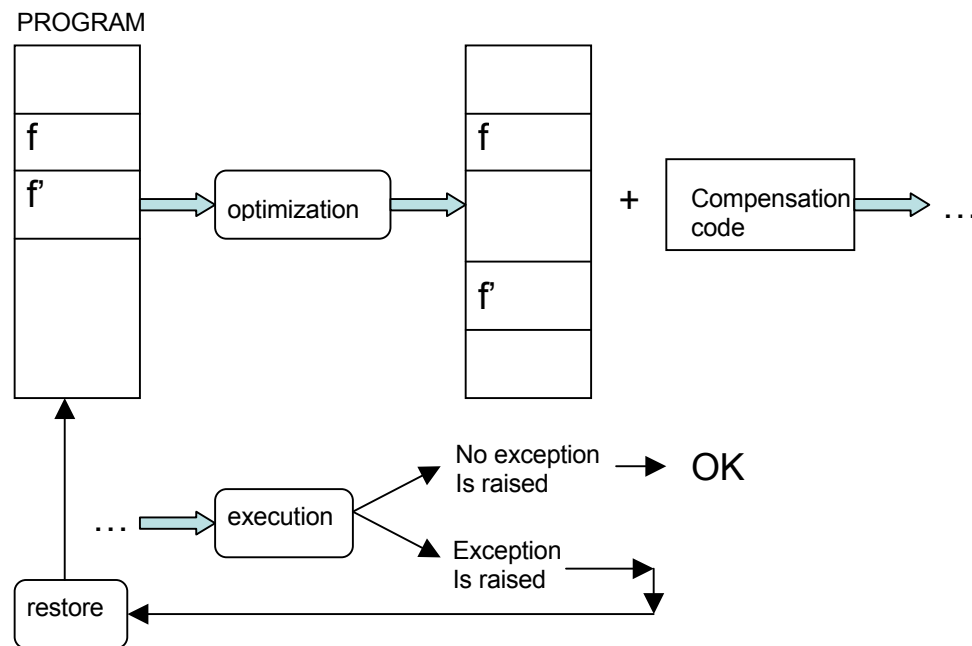 PROGRAM
f
f'
optimization
f
f'
+
Compensation
code
...
...
execution
No exception
Is raised
OK
Exception
Is raised
restore